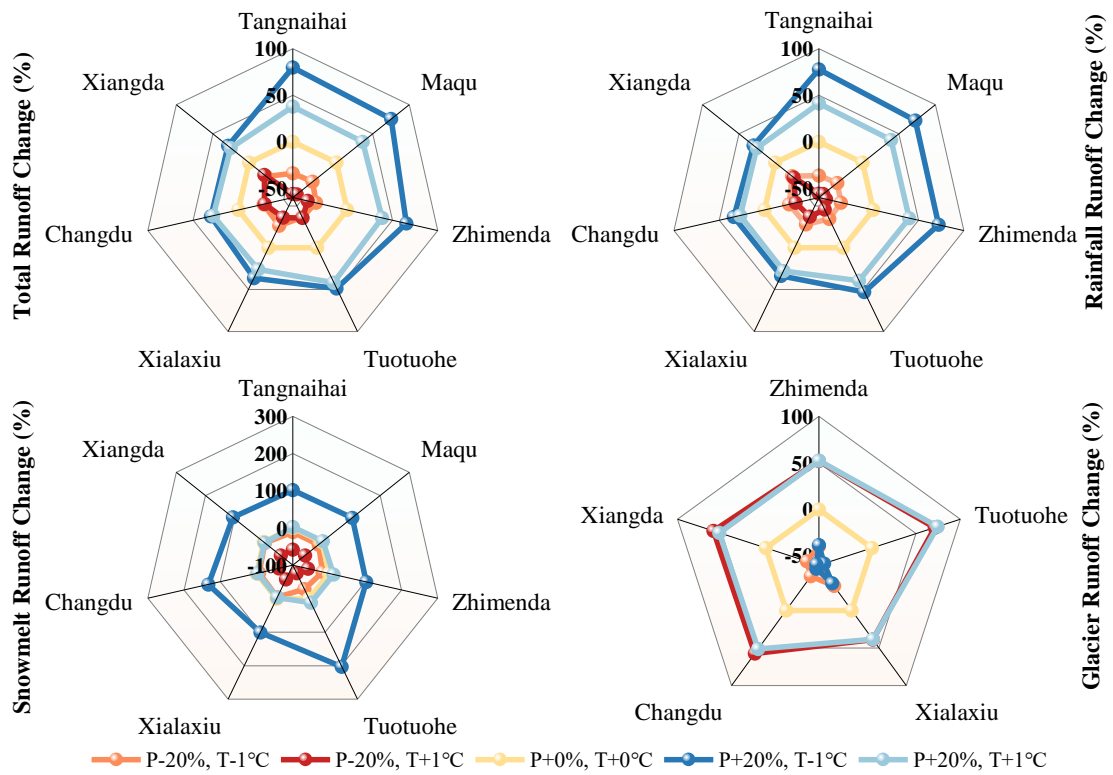 Tangnaihai
Tangnaihai
100
100
Xiangda
Maqu
Xiangda
Maqu
50
50
0
0
-50
-50
Total Runoff Change (%)
Rainfall Runoff Change (%)
Changdu
Zhimenda
Changdu
Zhimenda
Xialaxiu
Tuotuohe
Xialaxiu
Tuotuohe
Tangnaihai
Zhimenda
300
100
Xiangda
Maqu
200
50
100
Xiangda
Tuotuohe
0
0
-100
-50
Snowmelt Runoff Change (%)
Glacier Runoff Change (%)
Changdu
Zhimenda
Xialaxiu
Tuotuohe
Changdu
Xialaxiu
P-20%, T-1℃
P-20%, T+1℃
P+0%, T+0℃
P+20%, T-1℃
P+20%, T+1℃